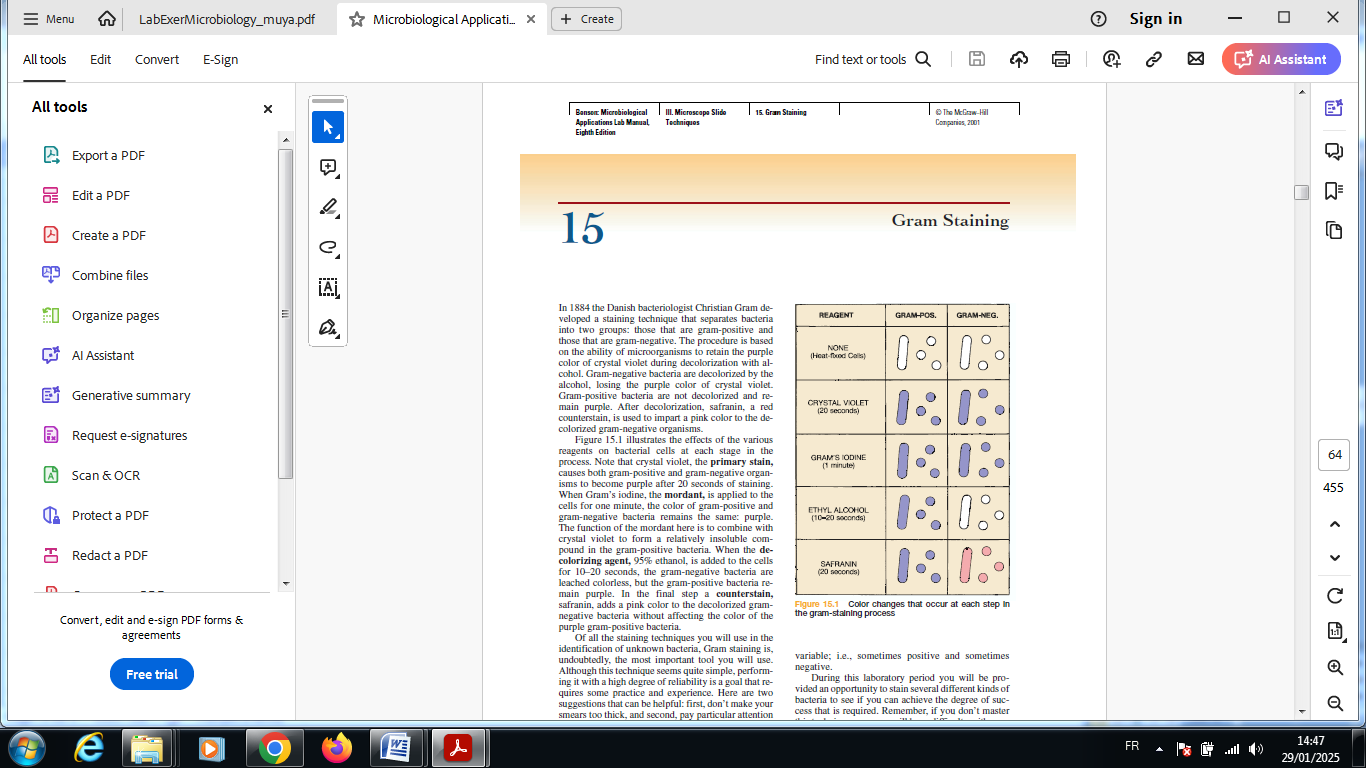 Menu
LabExerMicrobiology_muya.pdf
Microbiological Applicati...
Create
Sign in
All tools
Edit
Convert
E-Sign
Find text or tools
AI Assistant
All tools
Export a PDF
Edit a PDF
Create a PDF
Combine files
Organize pages
AI Assistant
Generative summary
Request e-signatures
Scan & OCR
Protect a PDF
Redact a PDF
Convert, edit and e-sign PDF forms &
agreements
Free trial
Benson: Microbiological
Applications Lab Manual,
Eighth Edition
III. Microscope Slide
Techniques
15. Gram Staining
© The McGraw-Hill
Companies, 2001
15
Gram Staining
In 1884 the Danish bacteriologist Christian Gram de-
veloped a staining technique that separates bacteria
into two groups: those that are gram-positive and
those that are gram-negative. The procedure is based
on the ability of microorganisms to retain the purple
color of crystal violet during decolorization with al-
cohol. Gram-negative bacteria are decolorized by the
alcohol, losing the purple color of crystal violet.
Gram-positive bacteria are not decolorized and re-
main purple. After decolorization, safranin, a red
counterstain, is used to impart a pink color to the de-
colorized gram-negative organisms.
Figure 15.1 illustrates the effects of the various
reagents on bacterial cells at each stage in the
process. Note that crystal violet, the primary stain,
causes both gram-positive and gram-negative organ-
isms to become purple after 20 seconds of staining.
When Gram's iodine, the mordant, is applied to the
cells for one minute, the color of gram-positive and
gram-negative bacteria remains the same: purple.
The function of the mordant here is to combine with
crystal violet to form a relatively insoluble com-
pound in the gram-positive bacteria. When the de-
colorizing agent, 95% ethanol, is added to the cells
for 10–20 seconds, the gram-negative bacteria are
leached colorless, but the gram-positive bacteria re-
main purple. In the final step a counterstain,
safranin, adds a pink color to the decolorized gram-
negative bacteria without affecting the color of the
purple gram-positive bacteria.
Of all the staining techniques you will use in the
identification of unknown bacteria, Gram staining is,
undoubtedly, the most important tool you will use.
Although this technique seems quite simple, perform-
ing it with a high degree of reliability is a goal that re-
quires some practice and experience. Here are two
suggestions that can be helpful: first, don't make your
smears too thick, and second, pay particular attention
REAGENT
GRAM-POS.
GRAM-NEG.
NONE
(Heat-fixed Cells)
CRYSTAL VIOLET
(20 seconds)
GRAM'S IODINE
(1 minute)
ETHYL ALCOHOL
(10–20 seconds)
SAFRANIN
(20 seconds)
Figure 15.1 Color changes that occur at each step in
the gram-staining process
variable; i.e., sometimes positive and sometimes
negative.
During this laboratory period you will be pro-
vided an opportunity to stain several different kinds of
bacteria to see if you can achieve the degree of suc-
cess that is required. Remember, if you don't master
64
455
1:1
FR
14:47
29/01/2025